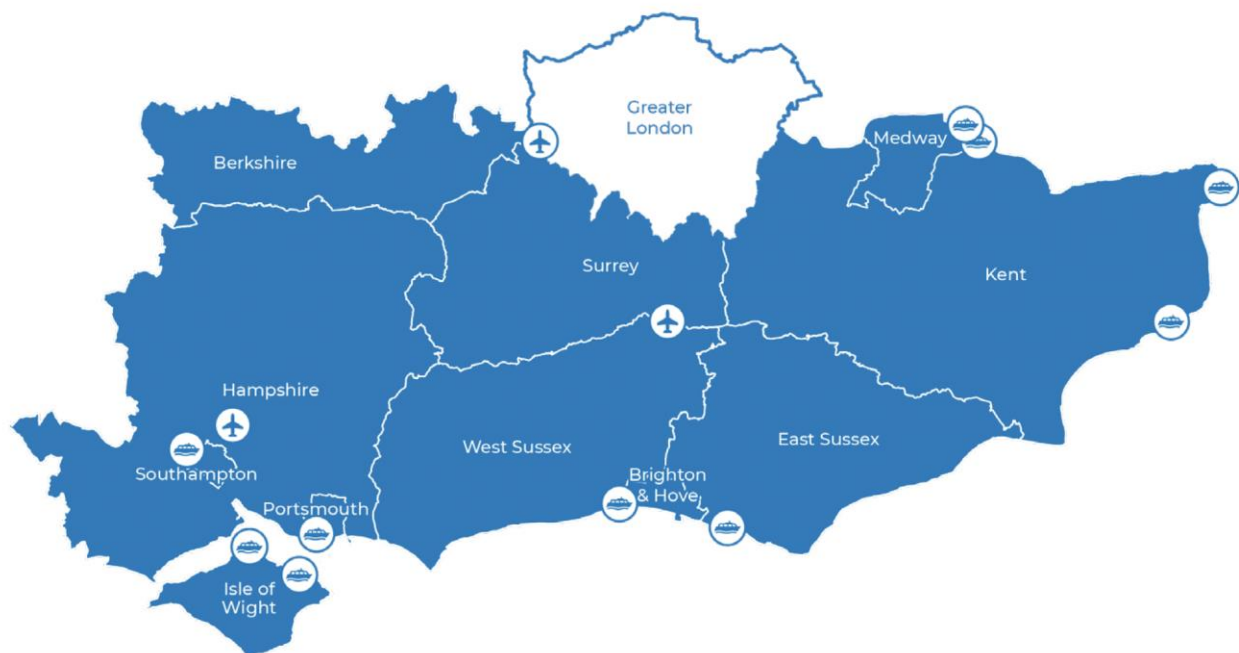 Greater
London
Medway
Berkshire
Surrey
Kent
Hampshire
West Sussex
East Sussex
Southampton
Brighton
& Hove
Portsmouth
Isle of
Wight